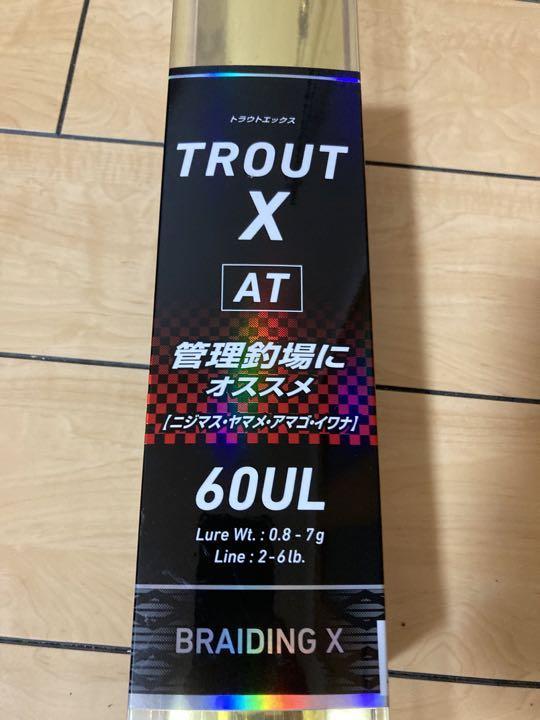 トラウトエックス
TROUT
X
AT
管理釣場に
オススメ
[ニジマス・ヤマメ・アマゴ・イワナ]
60UL
Lure Wt. : 0.8 - 7g
Line : 2-6lb.
BRAIDING X